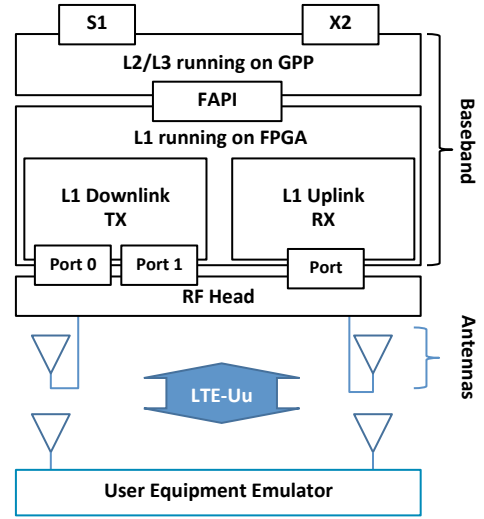 S1
X2
L2/L3 running on GPP
FAPI
L1 running on FPGA
L1 Downlink
TX
L1 Uplink
RX
Port 0
Port 1
Port
RF Head
Baseband
Antennas
LTE-Uu
User Equipment Emulator